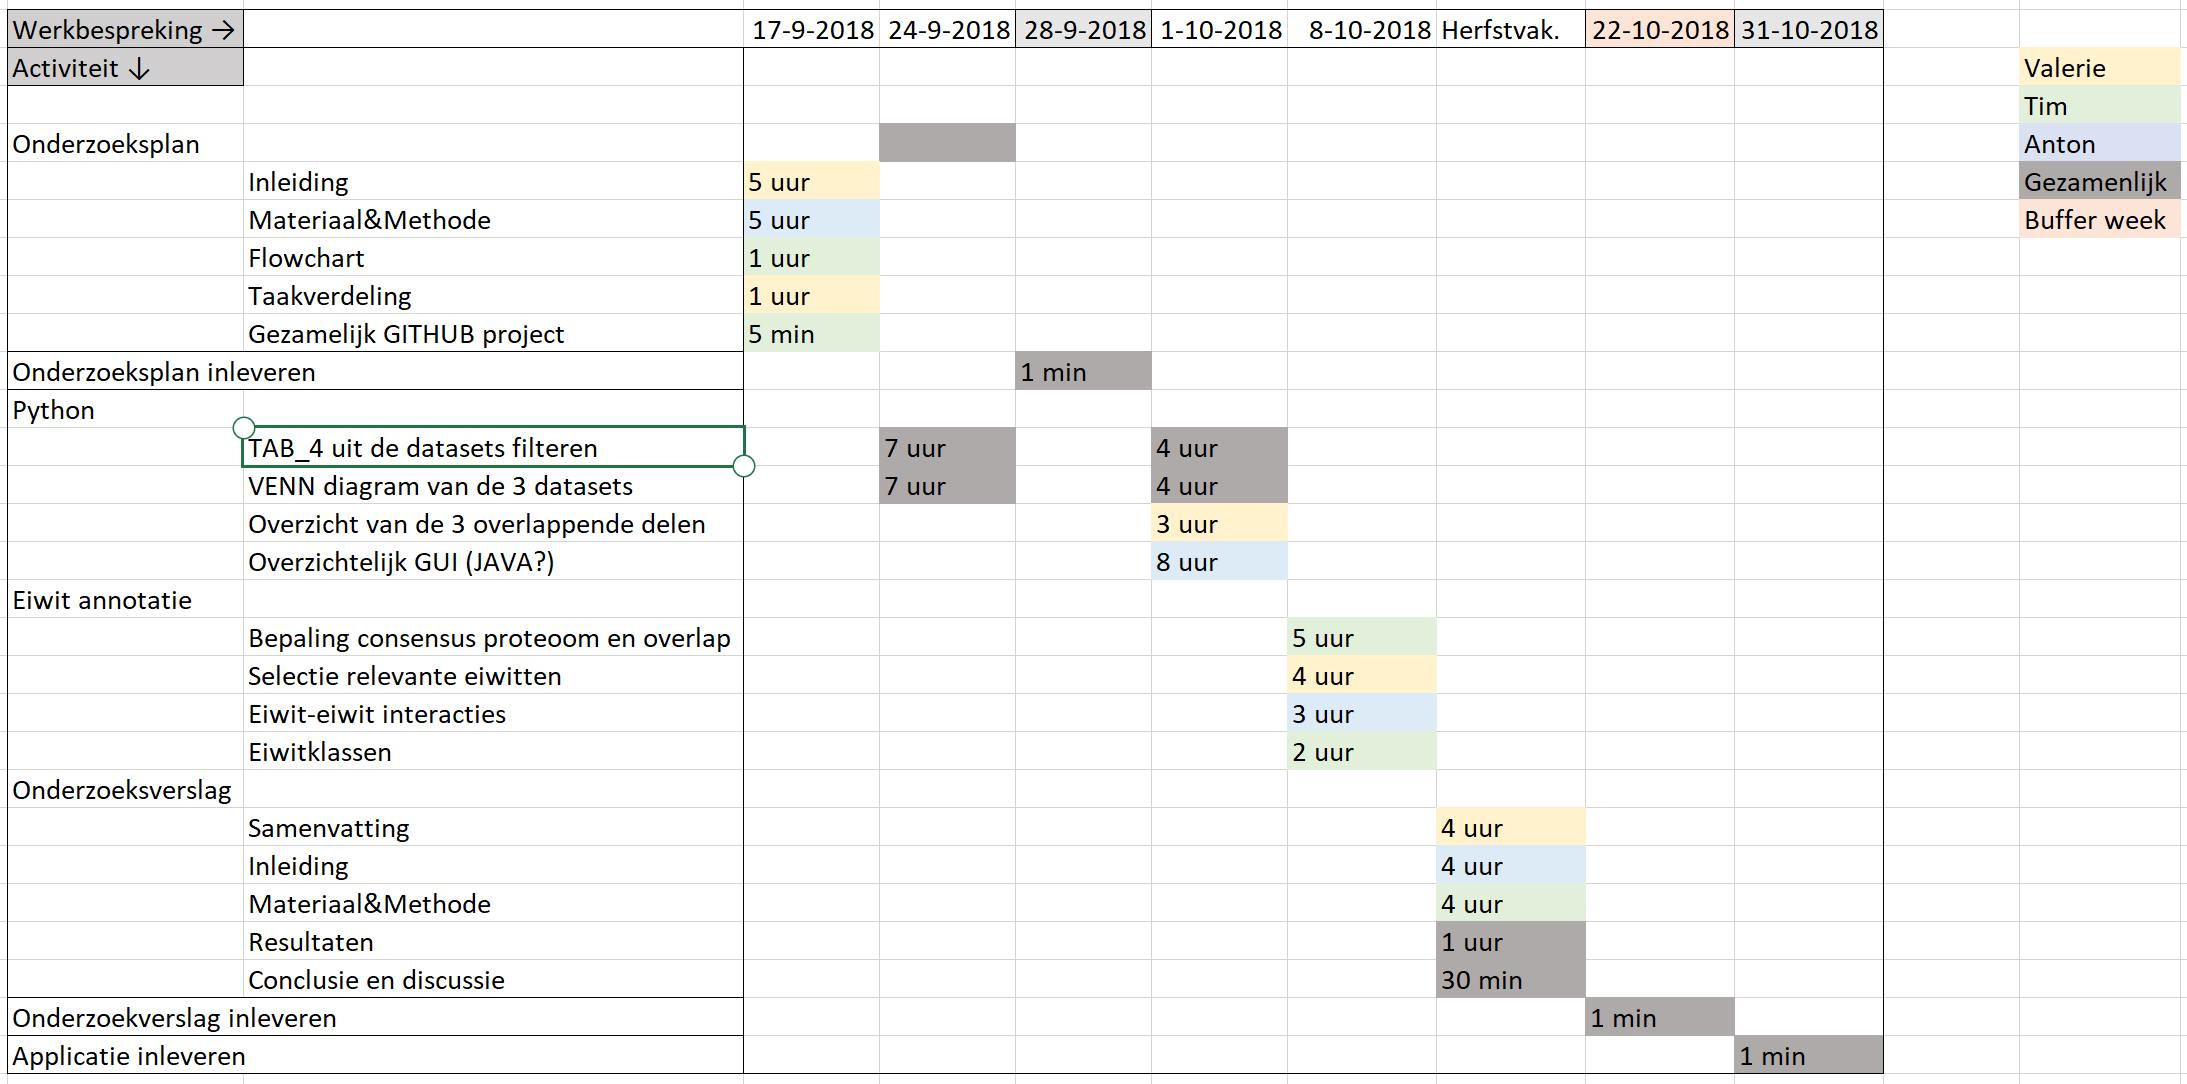 Werkbespreking → 17-9-2018 24-9-2018 28-9-2018 1-10-2018 8-10-2018 Herfstvak. 22-10-2018 31-10-2018
Activiteit ↓ Valerie
Tim
Onderzoeksplan Anton
Inleiding 5 uur Gezamenlijk
Materiaal&Methode 5 uur Buffer week
Flowchart 1 uur
Taakverdeling 1 uur
Gezamelijk GITHUB project 5 min
Onderzoeksplan inleveren 1 min
Python
TAB_4 uit de datasets filteren 7 uur 4 uur
VENN diagram van de 3 datasets 7 uur 4 uur
Overzicht van de 3 overlappende delen 3 uur
Overzichtelijk GUI (JAVA?) 8 uur
Eiwit annotatie
Bepaling consensus proteoom en overlap 5 uur
Selectie relevante eiwitten 4 uur
Eiwit-eiwit interacties 3 uur
Eiwitklassen 2 uur
Onderzoeksverslag
Samenvatting 4 uur
Inleiding 4 uur
Materiaal&Methode 4 uur
Resultaten 1 uur
Conclusie en discussie 30 min
Onderzoekverslag inleveren 1 min
Applicatie inleveren 1 min